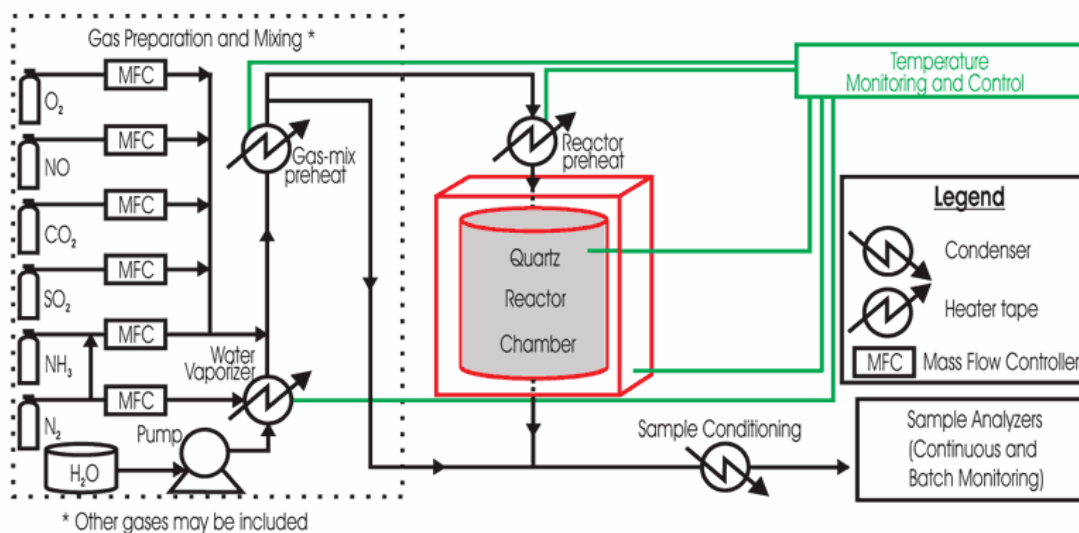 Gas Preparation and Mixing *
MFC
O₂
MFC
NO
MFC
CO₂
MFC
SO₂
MFC
NH₃
MFC
N₂
Gas-mix
preheat
Water
Vaporizer
Pump
H₂O
* Other gases may be included
Reactor
preheat
Quartz
Reactor
Chamber
Temperature
Monitoring and Control
Legend
Condenser
Heater tape
MFC Mass Flow Controller
Sample Conditioning
Sample Analyzers
(Continuous and
Batch Monitoring)